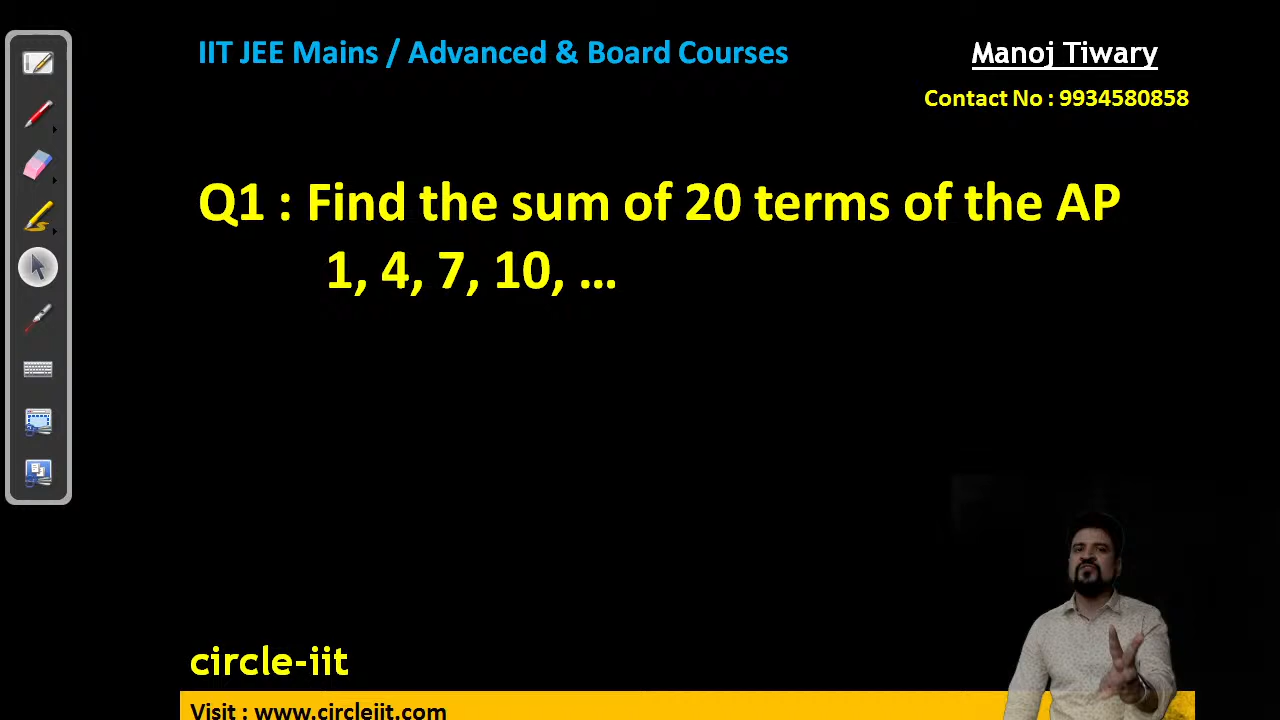 IIT JEE Mains / Advanced & Board Courses
Manoj Tiwary
Contact No : 9934580858
Q1 : Find the sum of 20 terms of the AP
1, 4, 7, 10, ...
circle-iit
Visit : www.circleiit.com